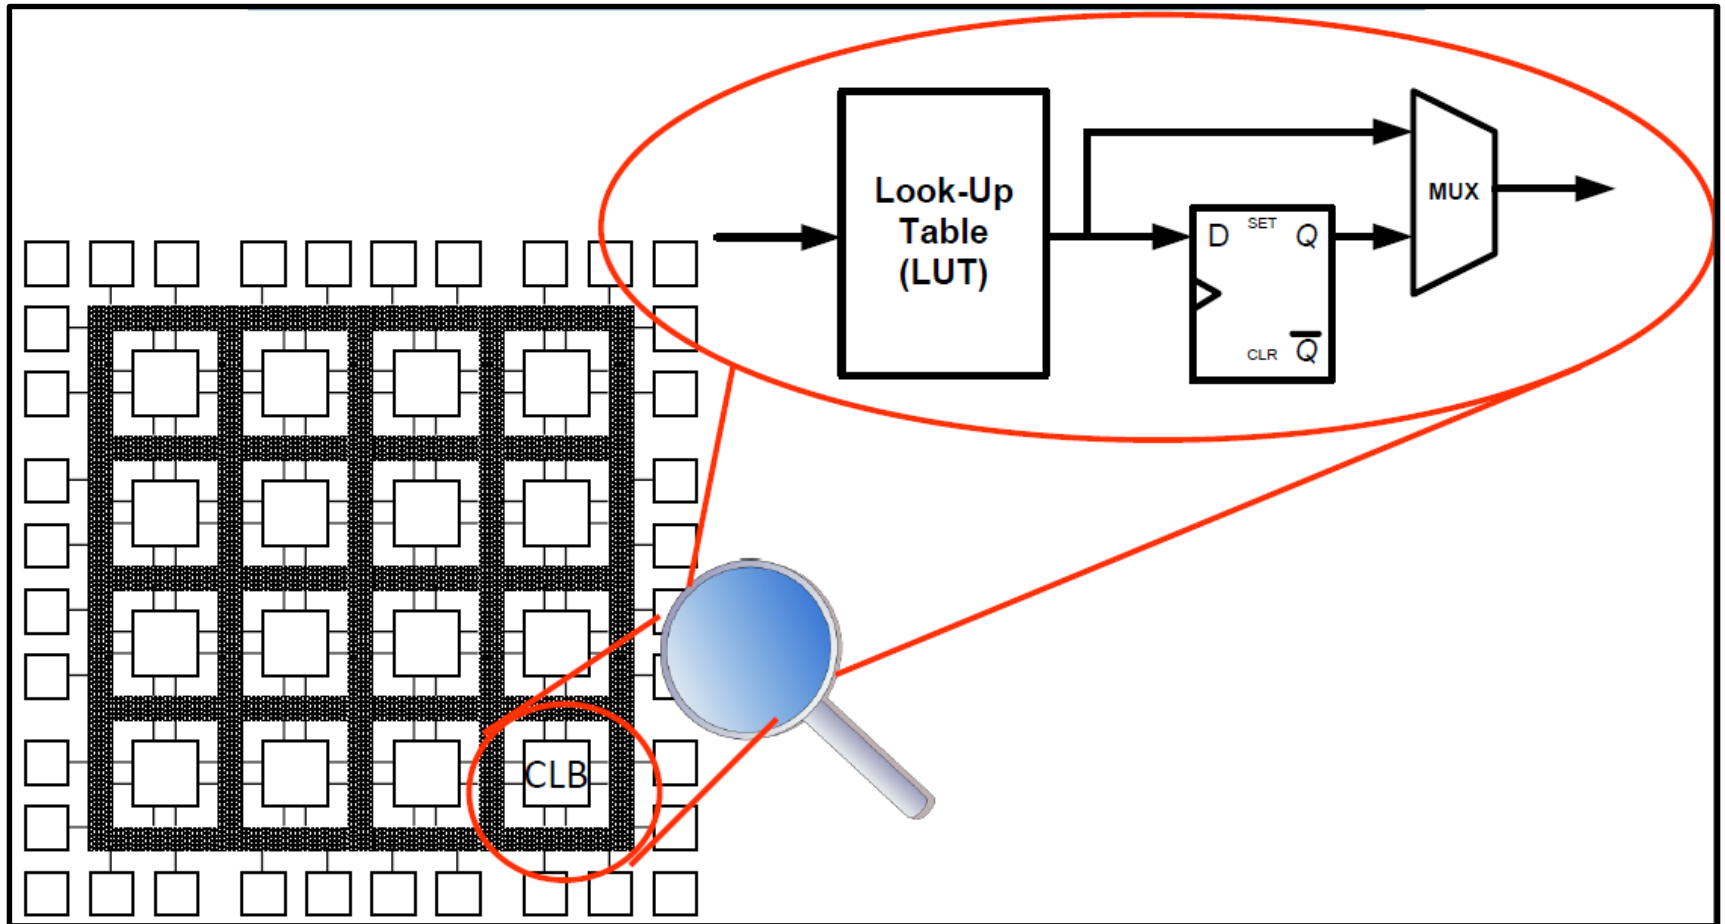 Look-Up
Table
(LUT)
D SET Q
CLR Q̅
MUX
CLB